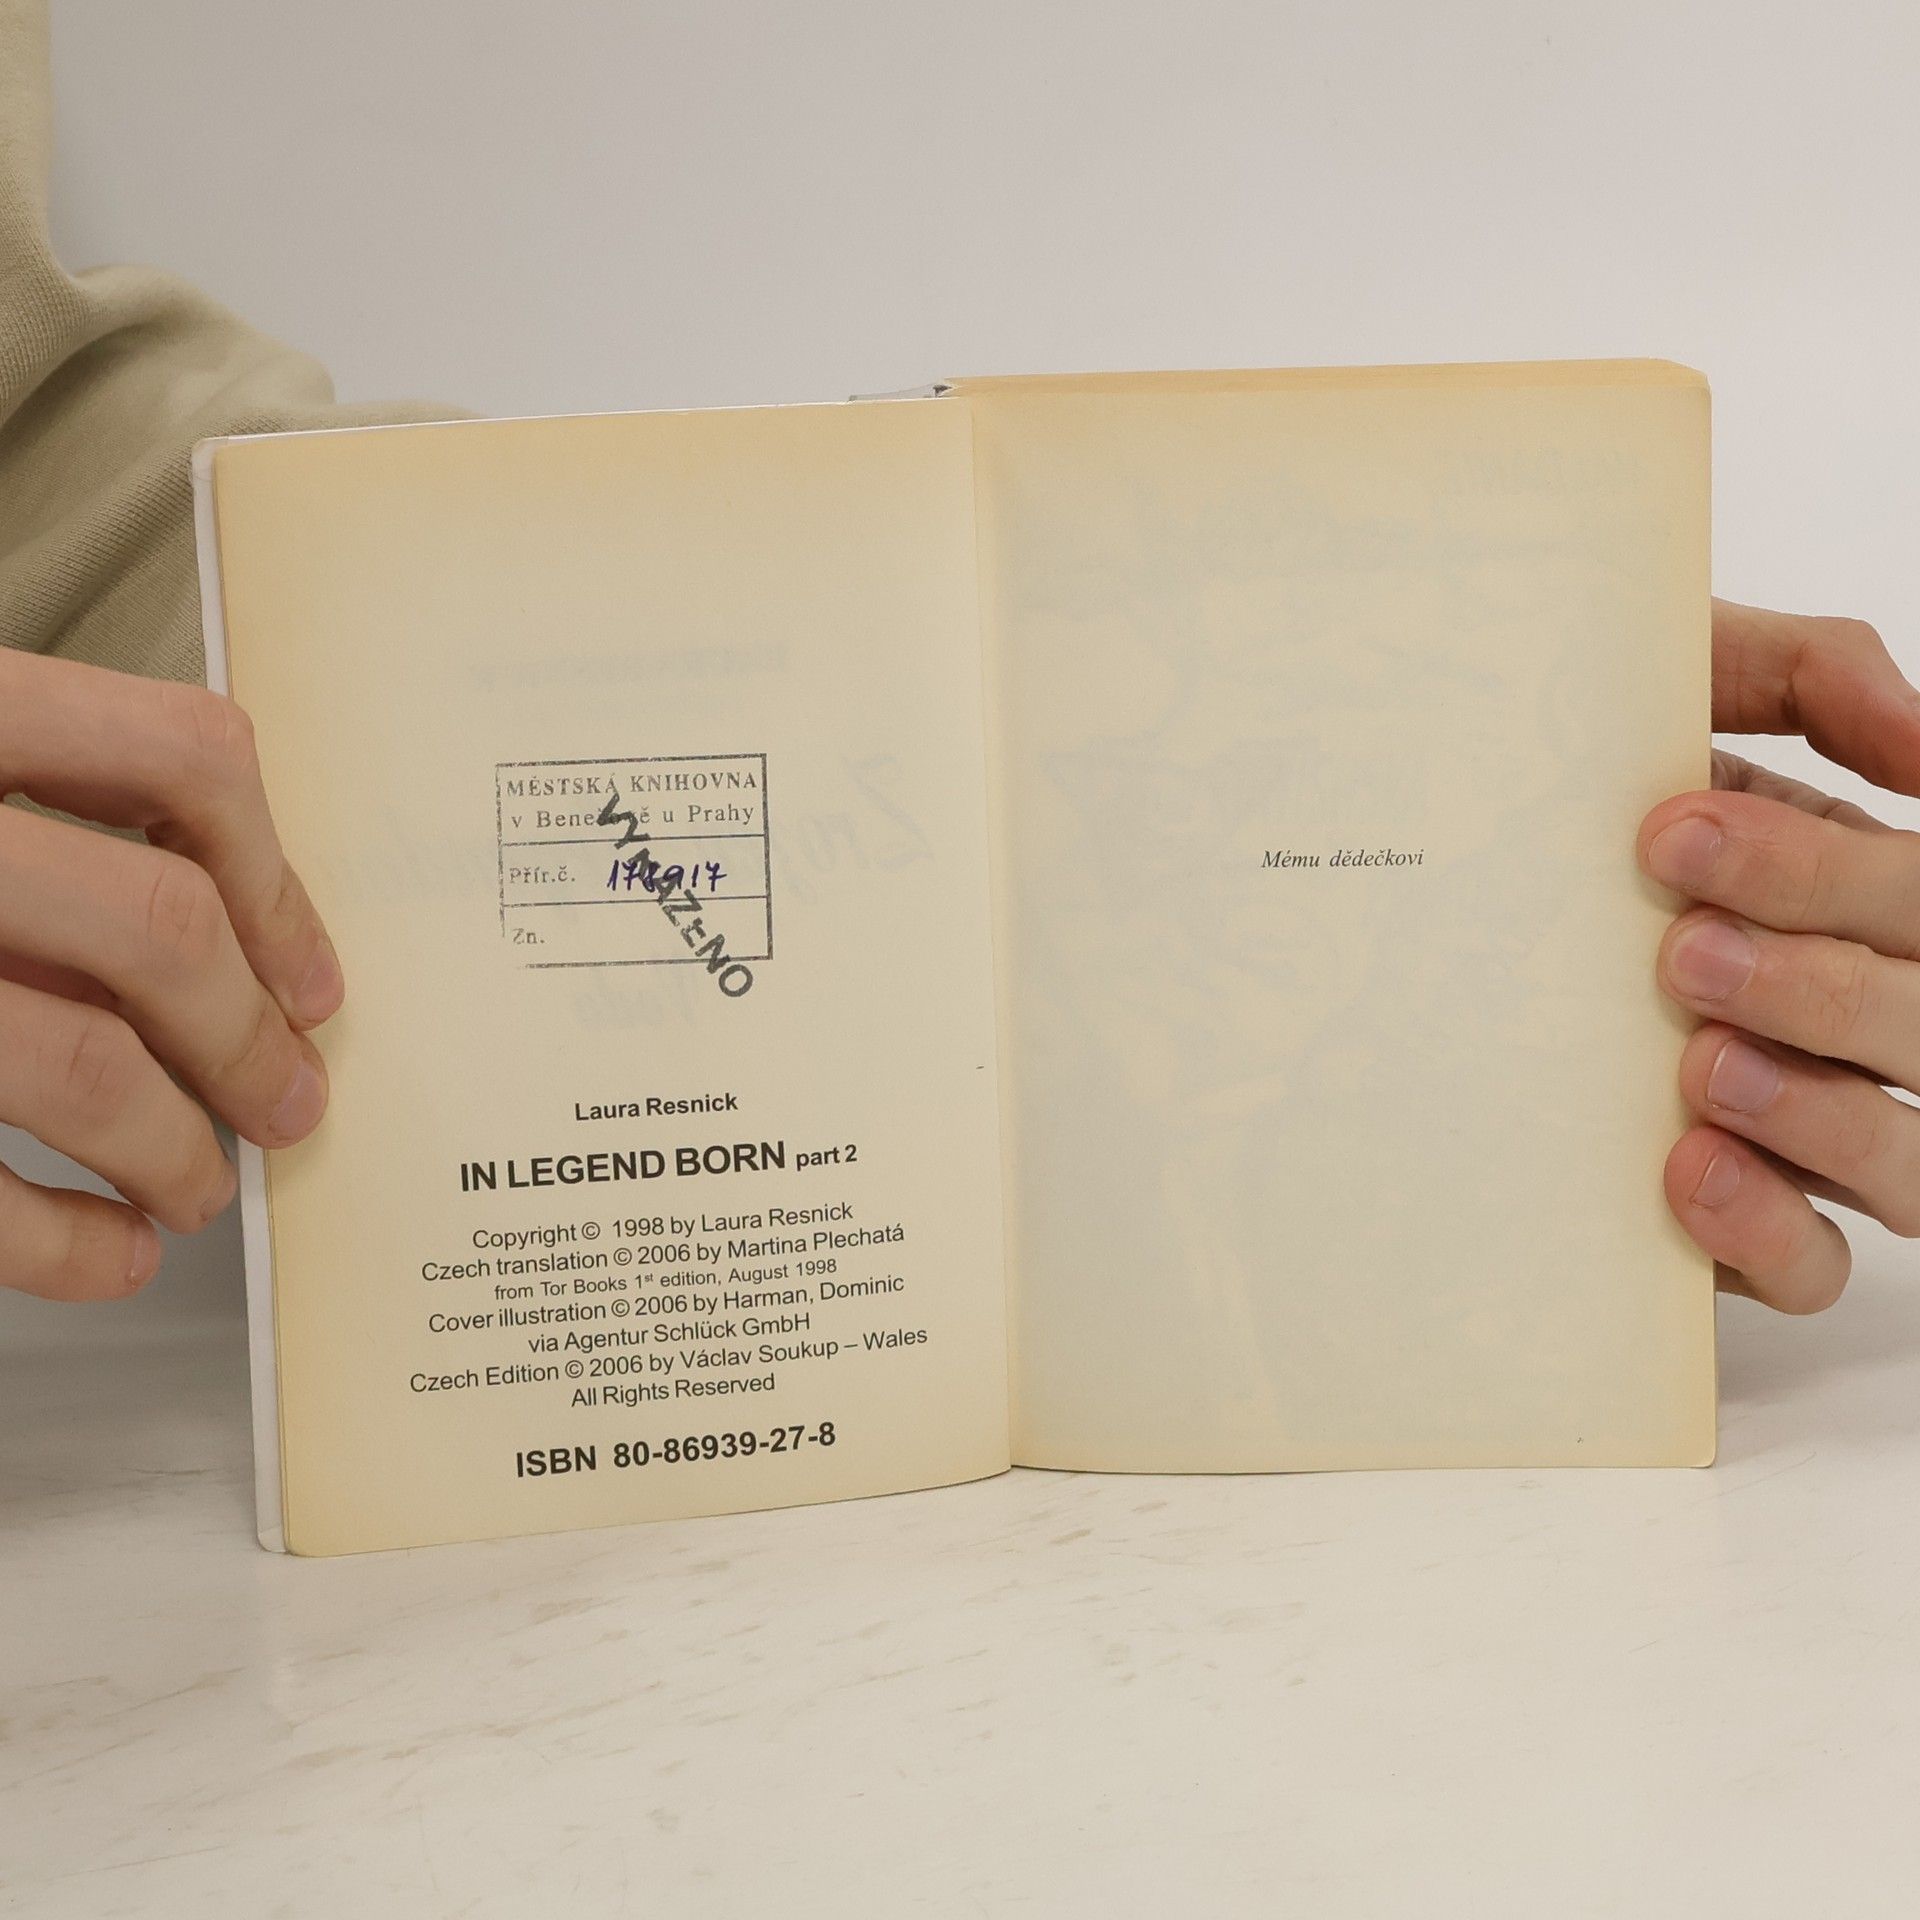 MĚSTSKÁ KNIHOVNA
v Benešově u Prahy
Přír.č. 178917
Zn.
VYŘAZENO
Laura Resnick
IN LEGEND BORN part 2
Copyright © 1998 by Laura Resnick
Czech translation © 2006 by Martina Plechatá
from Tor Books 1st edition, August 1998
Cover illustration © 2006 by Harman, Dominic
via Agentur Schlück GmbH
Czech Edition © 2006 by Václav Soukup – Wales
All Rights Reserved
ISBN 80-86939-27-8
Mému dědečkovi